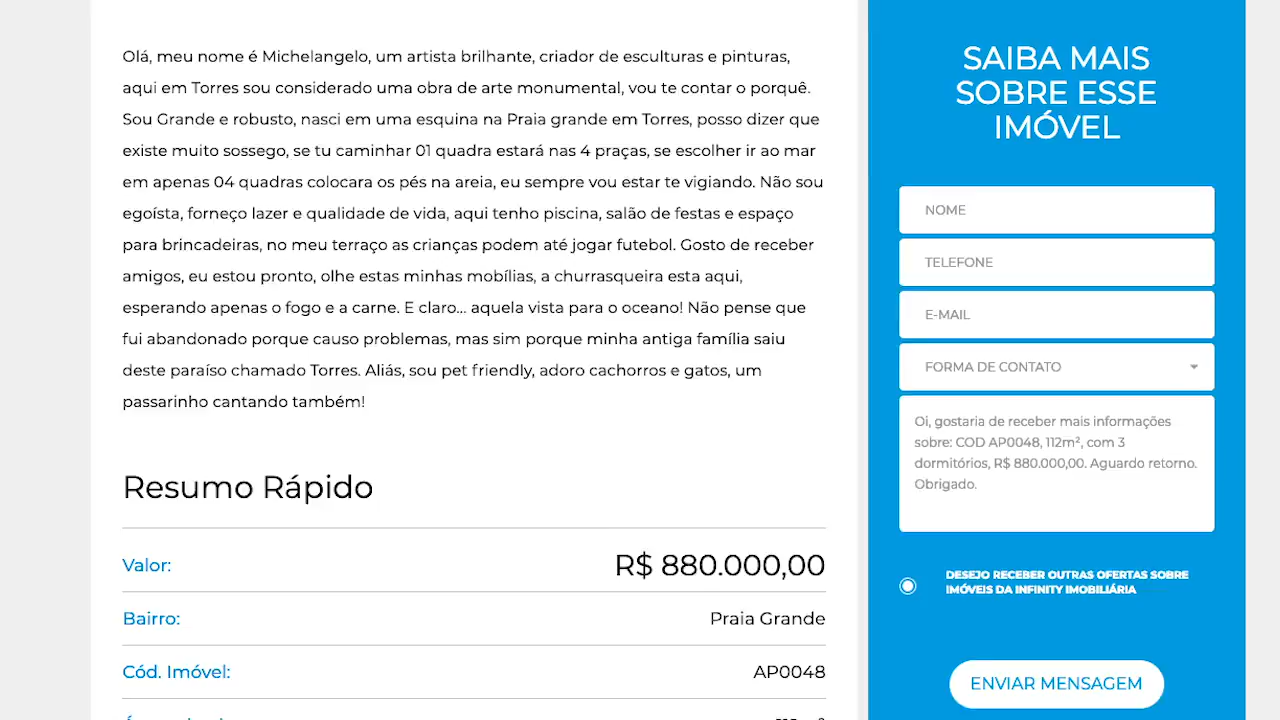 Olá, meu nome é Michelangelo, um artista brilhante, criador de esculturas e pinturas,
aqui em Torres sou considerado uma obra de arte monumental, vou te contar o porquê.
Sou Grande e robusto, nasci em uma esquina na Praia grande em Torres, posso dizer que
existe muito sossego, se tu caminhar 01 quadra estará nas 4 praças, se escolher ir ao mar
em apenas 04 quadras colocara os pés na areia, eu sempre vou estar te vigiando. Não sou
egoísta, forneço lazer e qualidade de vida, aqui tenho piscina, salão de festas e espaço
para brincadeiras, no meu terraço as crianças podem até jogar futebol. Gosto de receber
amigos, eu estou pronto, olhe estas minhas mobílias, a churrasqueira esta aqui,
esperando apenas o fogo e a carne. E claro... aquela vista para o oceano! Não pense que
fui abandonado porque causo problemas, mas sim porque minha antiga família saiu
deste paraíso chamado Torres. Aliás, sou pet friendly, adoro cachorros e gatos, um
passarinho cantando também!
Resumo Rápido
Valor: R$ 880.000,00
Bairro: Praia Grande
Cód. Imóvel: AP0048
SAIBA MAIS
SOBRE ESSE
IMÓVEL
NOME
TELEFONE
E-MAIL
FORMA DE CONTATO
Oi, gostaria de receber mais informações
sobre: COD AP0048, 112m², com 3
dormitórios, R$ 880.000,00. Aguardo retorno.
Obrigado.
DESEJO RECEBER OUTRAS OFERTAS SOBRE
IMÓVEIS DA INFINITY IMOBILIÁRIA
ENVIAR MENSAGEM